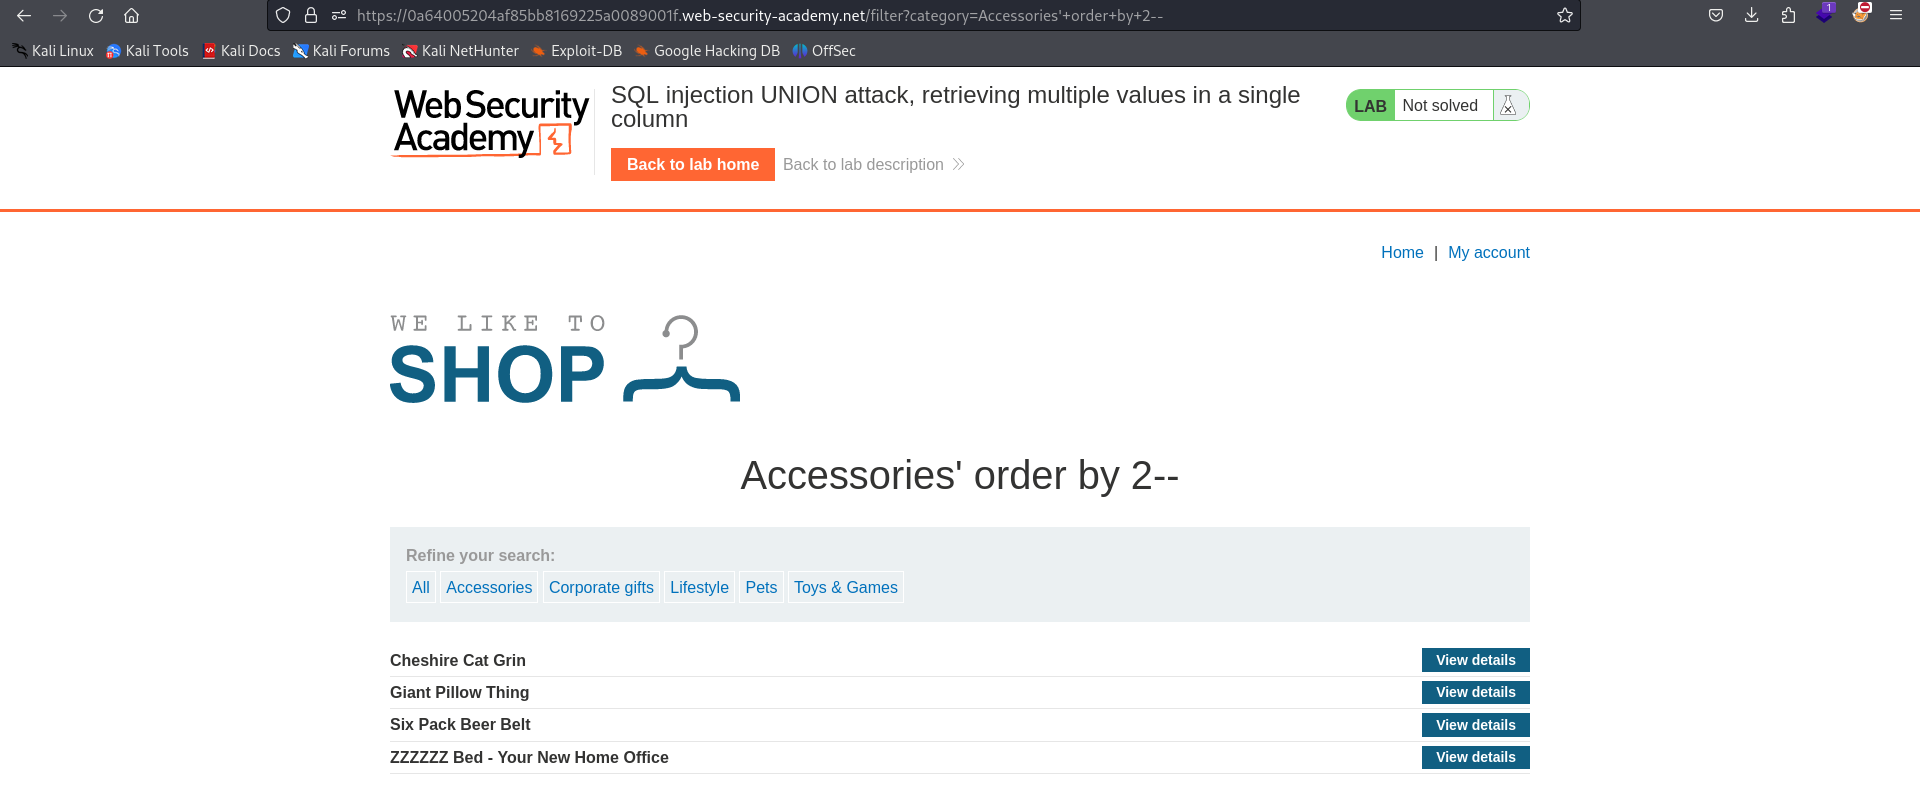 https://0a64005204af85bb8169225a0089001f.web-security-academy.net/filter?category=Accessories'+order+by+2--
1
Kali Linux Kali Tools Kali Docs Kali Forums Kali NetHunter Exploit-DB Google Hacking DB OffSec
Web Security
Academy
SQL injection UNION attack, retrieving multiple values in a single
column
LAB Not solved
Back to lab home Back to lab description
Home | My account
WE LIKE TO
SHOP
Accessories' order by 2--
Refine your search:
All Accessories Corporate gifts Lifestyle Pets Toys & Games
Cheshire Cat Grin View details
Giant Pillow Thing View details
Six Pack Beer Belt View details
ZZZZZZ Bed - Your New Home Office View details